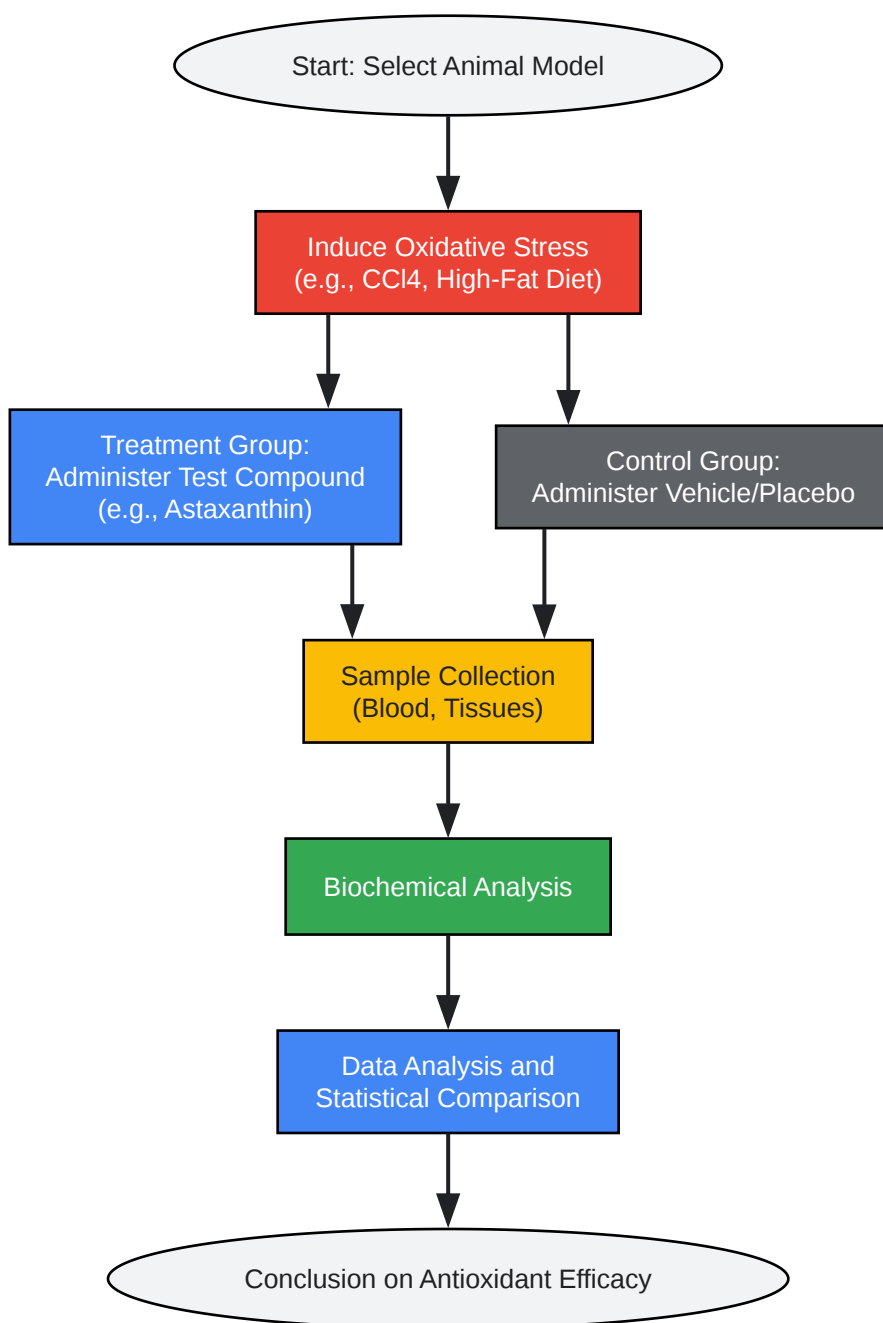 Start: Select Animal Model
Induce Oxidative Stress
(e.g., CCl4, High-Fat Diet)
Treatment Group:
Administer Test Compound
(e.g., Astaxanthin)
Control Group:
Administer Vehicle/Placebo
Sample Collection
(Blood, Tissues)
Biochemical Analysis
Data Analysis and
Statistical Comparison
Conclusion on Antioxidant Efficacy